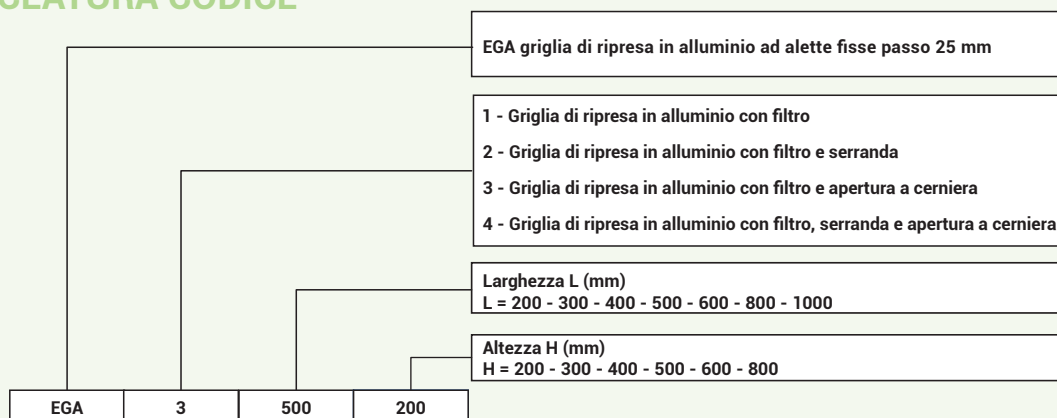 CODICE
EGA griglia di ripresa in alluminio ad alette fisse passo 25 mm
1 - Griglia di ripresa in alluminio con filtro
2 - Griglia di ripresa in alluminio con filtro e serranda
3 - Griglia di ripresa in alluminio con filtro e apertura a cerniera
4 - Griglia di ripresa in alluminio con filtro, serranda e apertura a cerniera
Larghezza L (mm)
L = 200 - 300 - 400 - 500 - 600 - 800 - 1000
Altezza H (mm)
H = 200 - 300 - 400 - 500 - 600 - 800
EGA 3 500 200